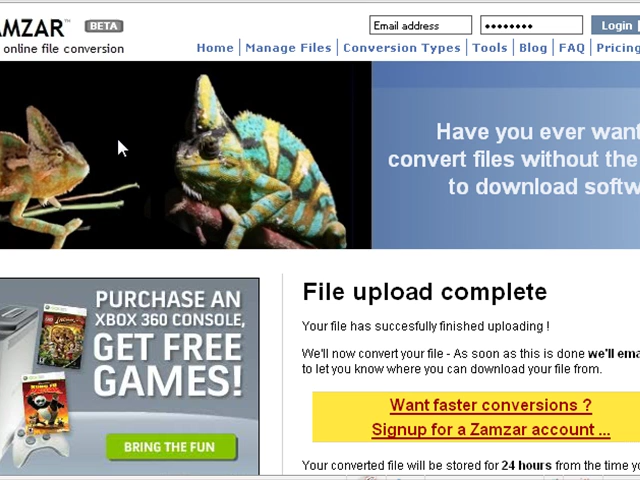 AMZAR™ BETA
online file conversion
Email address
•••••••• Login
Home | Manage Files | Conversion Types | Tools | Blog | FAQ | Pricing
Have you ever want
convert files without the
to download softw
PURCHASE AN
XBOX 360 CONSOLE,
GET FREE
GAMES!
BRING THE FUN
File upload complete
Your file has succesfully finished uploading !
We'll now convert your file - As soon as this is done we'll ema
to let you know where you can download your file from.
Want faster conversions ?
Signup for a Zamzar account ...
Your converted file will be stored for 24 hours from the time yo